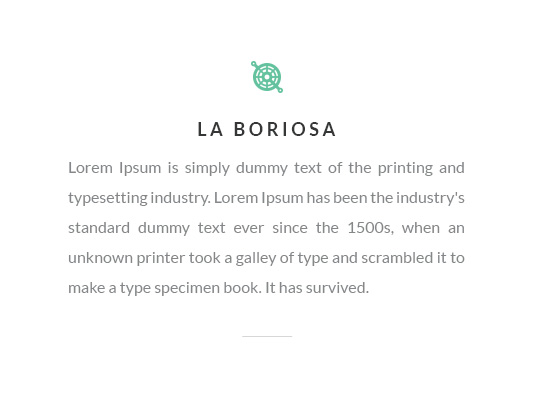 LA BORIOSA
Lorem Ipsum is simply dummy text of the printing and
typesetting industry. Lorem Ipsum has been the industry's
standard dummy text ever since the 1500s, when an
unknown printer took a galley of type and scrambled it to
make a type specimen book. It has survived.